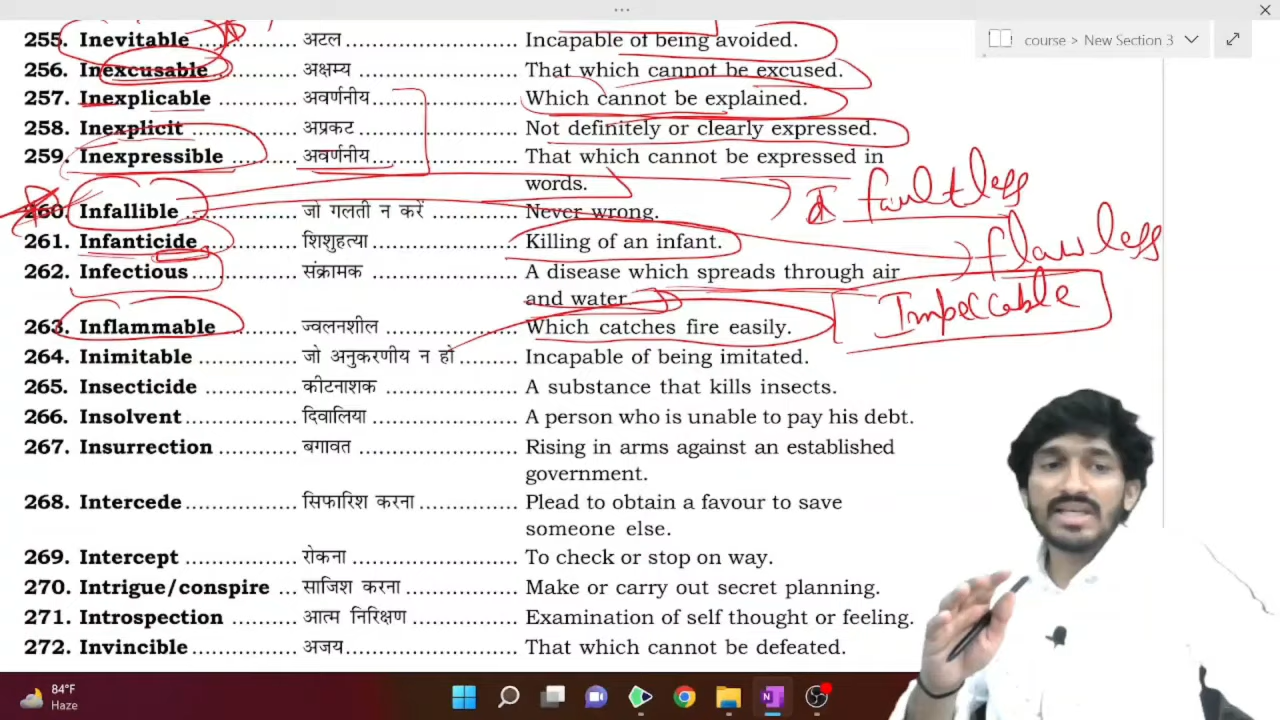 ...
course > New Section 3
255. Inevitable .................. अटल............................ Incapable of being avoided.
256. Inexcusable ................ अक्षम्य .......................... That which cannot be excused.
257. Inexplicable ............... अवर्णनीय....................... Which cannot be explained.
258. Inexplicit .................... अप्रकट .......................... Not definitely or clearly expressed.
259. Inexpressible ............. अवर्णनीय....................... That which cannot be expressed in
words.
faultless
260. Infallible ..................... जो गलती न करें ................ Never wrong.
flawless
261. Infanticide .................. शिशुहत्या ....................... Killing of an infant.
262. Infectious ................... संक्रामक ........................ A disease which spreads through air
and water.
Impeccable
263. Inflammable ............... ज्वलनशील ...................... Which catches fire easily.
264. Inimitable ................... जो अनुकरणीय न हो.......... Incapable of being imitated.
265. Insecticide .................. कीटनाशक ...................... A substance that kills insects.
266. Insolvent ..................... दिवालिया ........................ A person who is unable to pay his debt.
267. Insurrection ................ बगावत ........................... Rising in arms against an established
government.
268. Intercede ..................... सिफारिश करना ................. Plead to obtain a favour to save
someone else.
269. Intercept ...................... रोकना ........................... To check or stop on way.
270. Intrigue/conspire ... साजिश करना .................. Make or carry out secret planning.
271. Introspection .............. आत्म निरिक्षण .................. Examination of self thought or feeling.
272. Invincible .................... अजय............................ That which cannot be defeated.
84°F
Haze